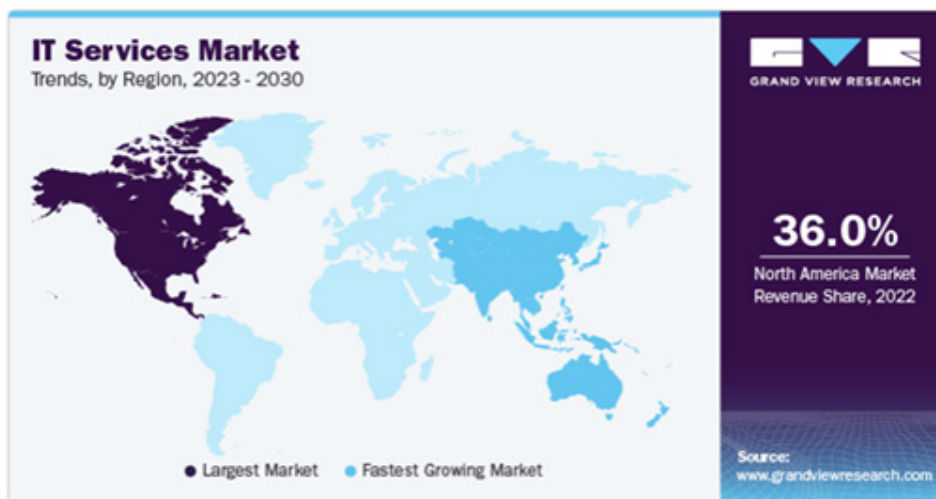 IT Services Market
Trends, by Region, 2023 - 2030
GRAND VIEW RESEARCH
36.0%
North America Market
Revenue Share, 2022
Largest Market
Fastest Growing Market
Source:
www.grandviewresearch.com